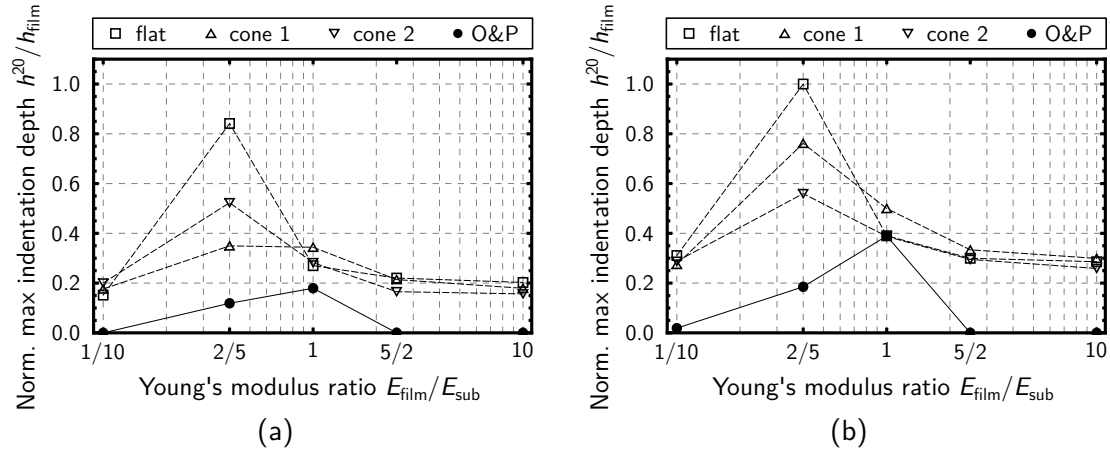 flat cone 1 cone 2 O&P
Norm. max indentation depth h²⁰/h_film
1.0
0.8
0.6
0.4
0.2
0.0
1/10 2/5 1 5/2 10
Young's modulus ratio E_film/E_sub
(a)
flat cone 1 cone 2 O&P
Norm. max indentation depth h²⁰/h_film
1.0
0.8
0.6
0.4
0.2
0.0
1/10 2/5 1 5/2 10
Young's modulus ratio E_film/E_sub
(b)